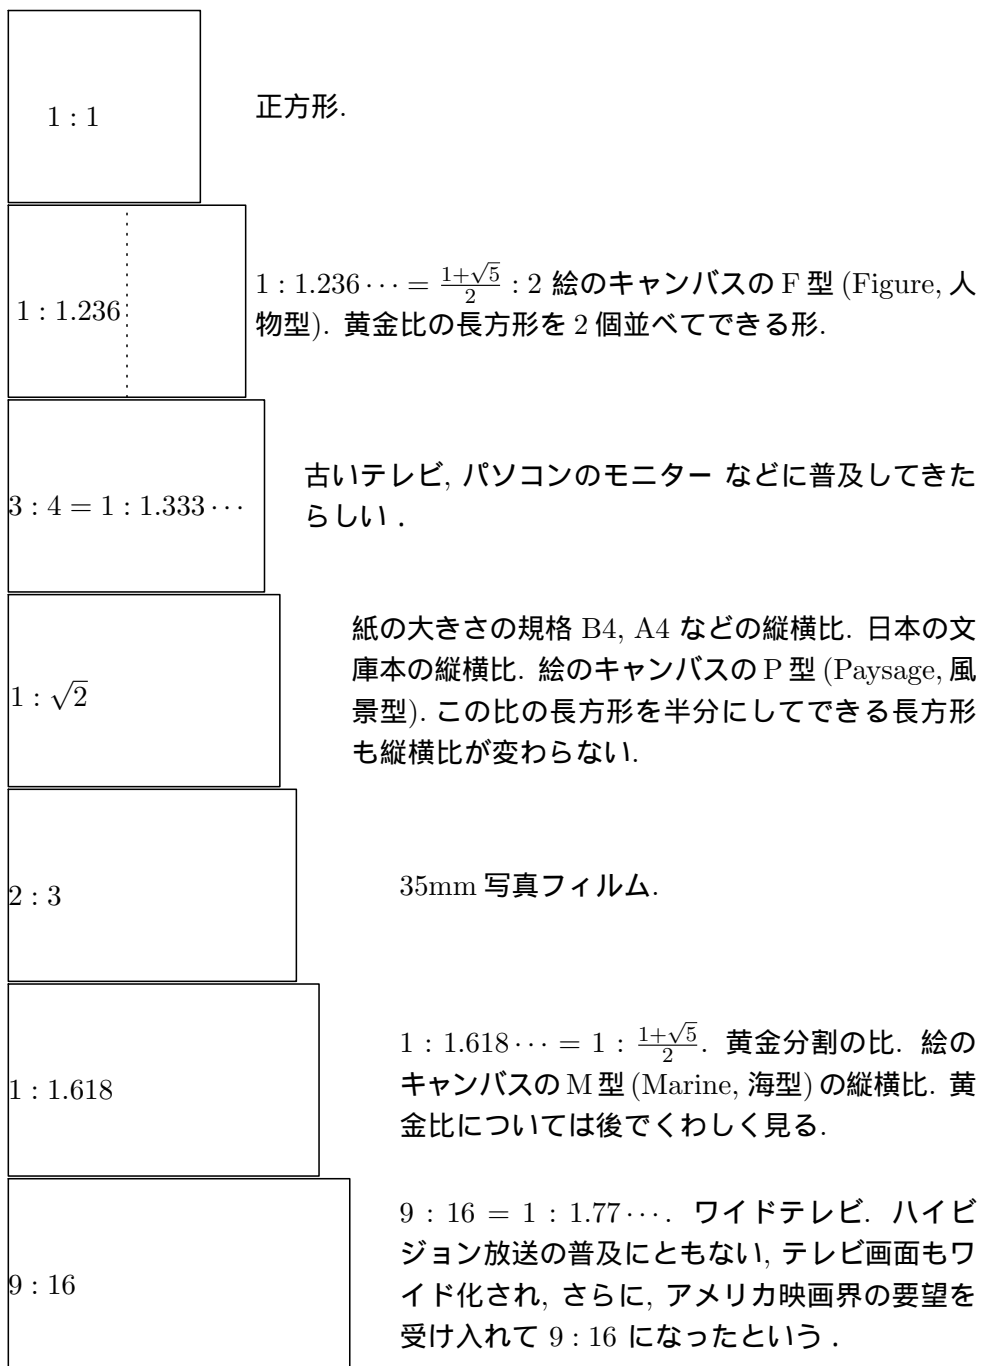 1 : 1
正方形.
1 : 1.236
1 : 1.236 · · · = \frac{1+√5}{2} : 2 絵のキャンバスの F 型 (Figure, 人
物型). 黄金比の長方形を 2 個並べてできる形.
3 : 4 = 1 : 1.333 · · ·
古いテレビ, パソコンのモニター などに普及してきた
らしい .
1 : √2
紙の大きさの規格 B4, A4 などの縦横比. 日本の文
庫本の縦横比. 絵のキャンバスの P 型 (Paysage, 風
景型). この比の長方形を半分にしてできる長方形
も縦横比が変わらない.
2 : 3
35mm 写真フィルム.
1 : 1.618
1 : 1.618 · · · = 1 : \frac{1+√5}{2}. 黄金分割の比. 絵の
キャンバスの M 型 (Marine, 海型) の縦横比. 黄
金比については後でくわしく見る.
9 : 16
9 : 16 = 1 : 1.77 · · ·. ワイドテレビ. ハイビ
ジョン放送の普及にともない, テレビ画面もワ
イド化され, さらに, アメリカ映画界の要望を
受け入れて 9 : 16 になったという .